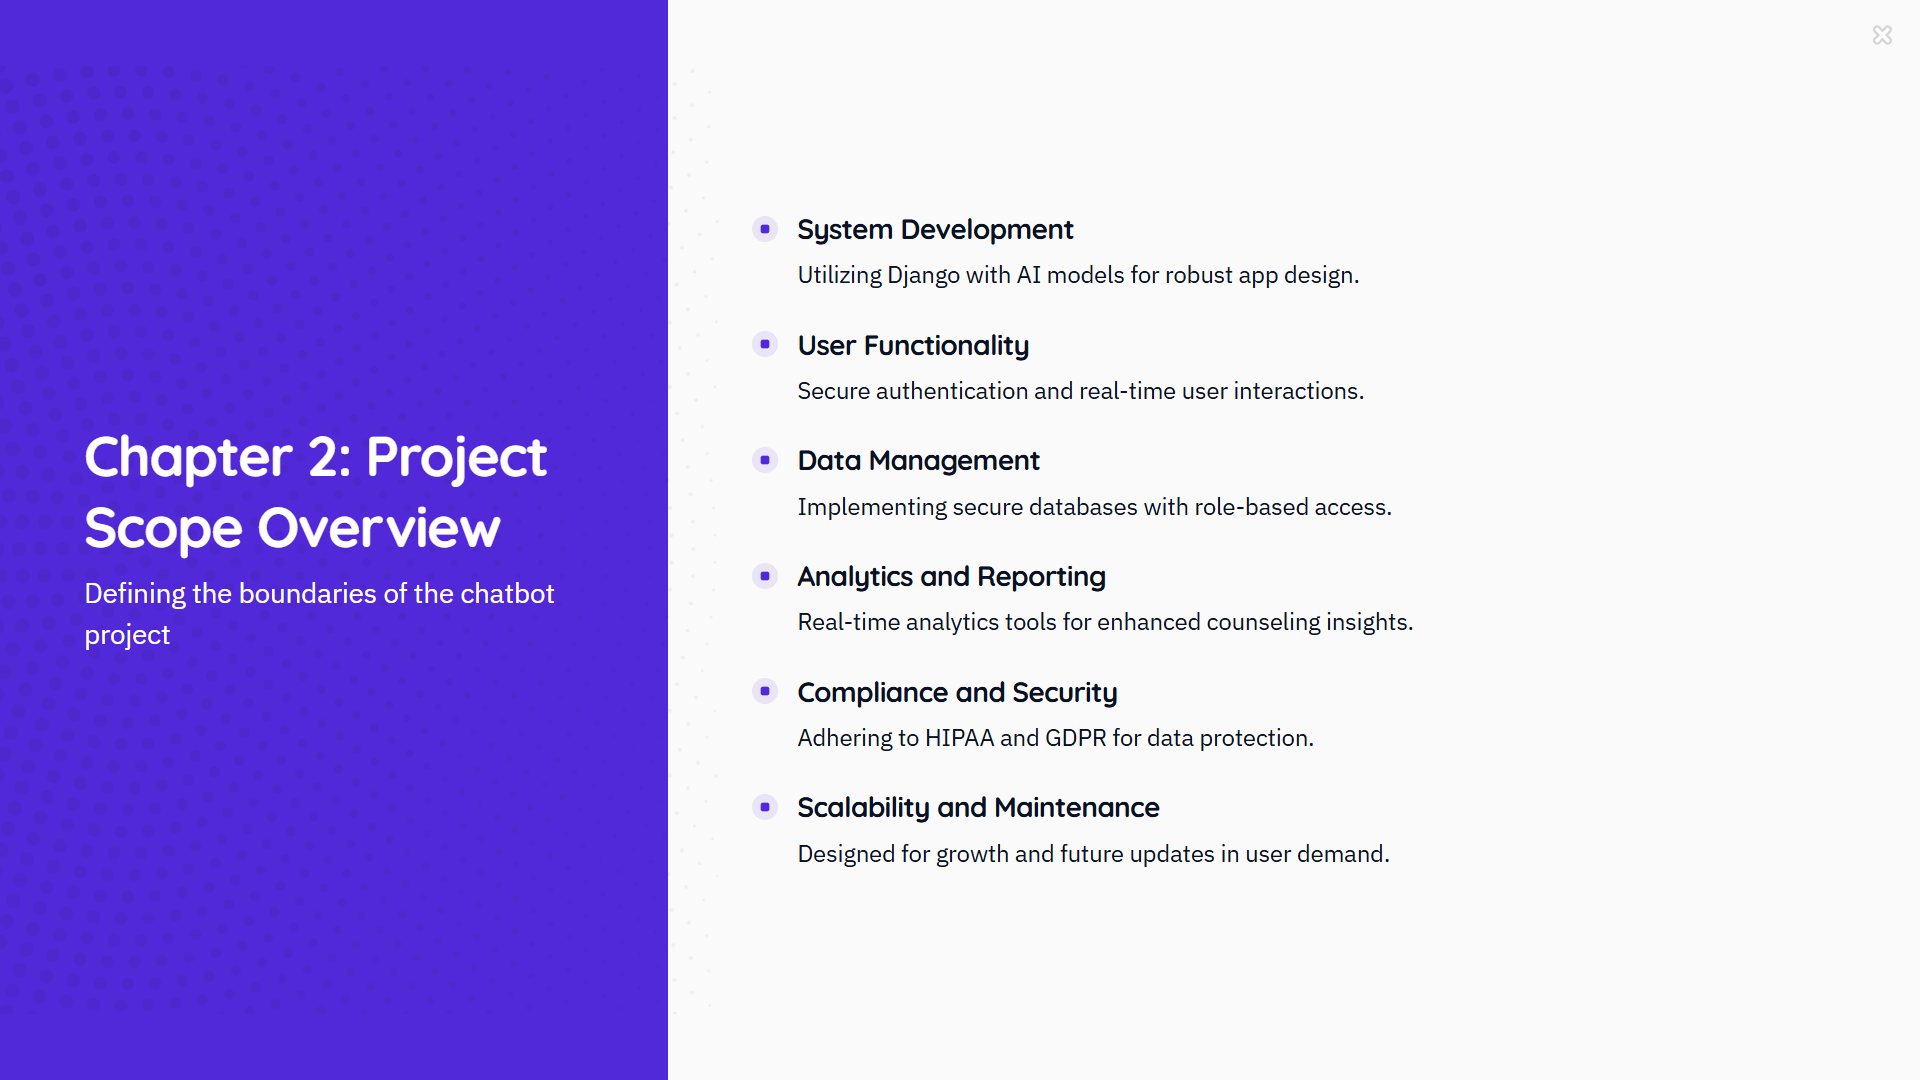 Chapter 2: Project
Scope Overview
Defining the boundaries of the chatbot
project
System Development
Utilizing Django with AI models for robust app design.
User Functionality
Secure authentication and real-time user interactions.
Data Management
Implementing secure databases with role-based access.
Analytics and Reporting
Real-time analytics tools for enhanced counseling insights.
Compliance and Security
Adhering to HIPAA and GDPR for data protection.
Scalability and Maintenance
Designed for growth and future updates in user demand.